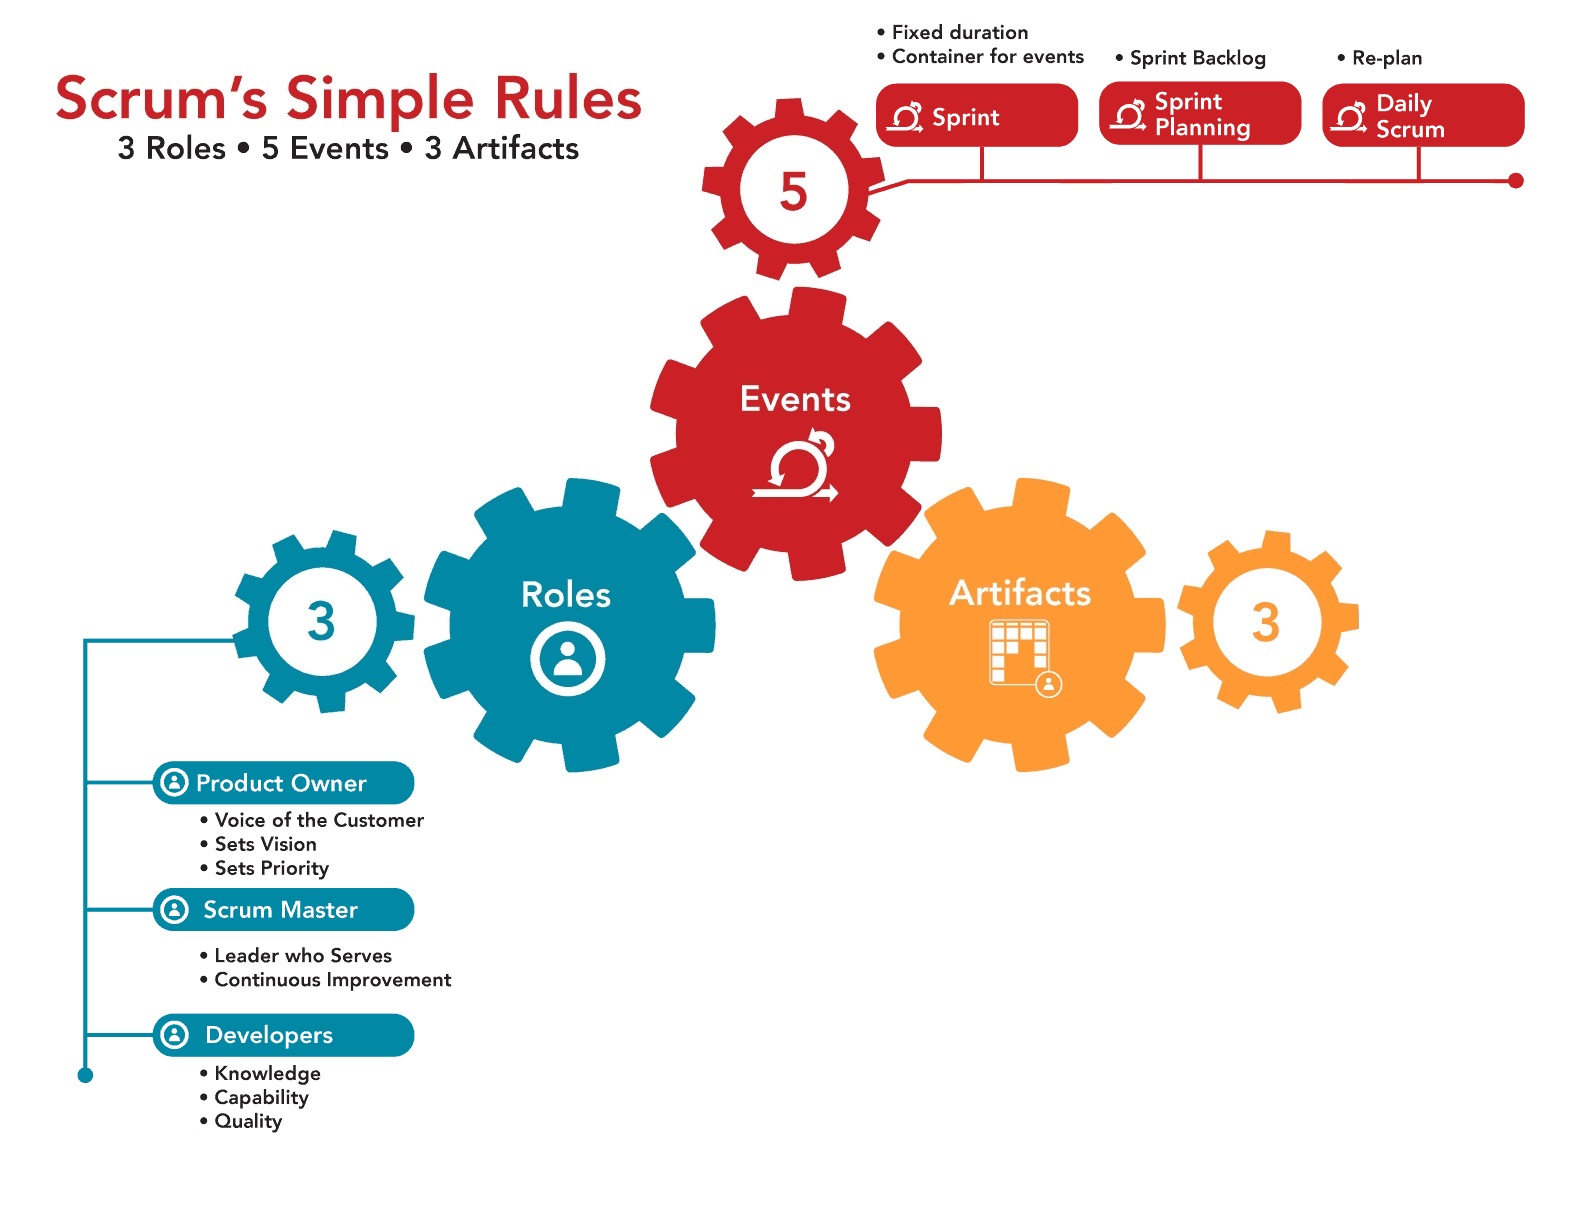 Scrum's Simple Rules
3 Roles • 5 Events • 3 Artifacts
• Fixed duration
• Container for events
Sprint
• Sprint Backlog
Sprint
Planning
• Re-plan
Daily
Scrum
5
Events
3
Roles
Artifacts
3
Product Owner
• Voice of the Customer
• Sets Vision
• Sets Priority
Scrum Master
• Leader who Serves
• Continuous Improvement
Developers
• Knowledge
• Capability
• Quality